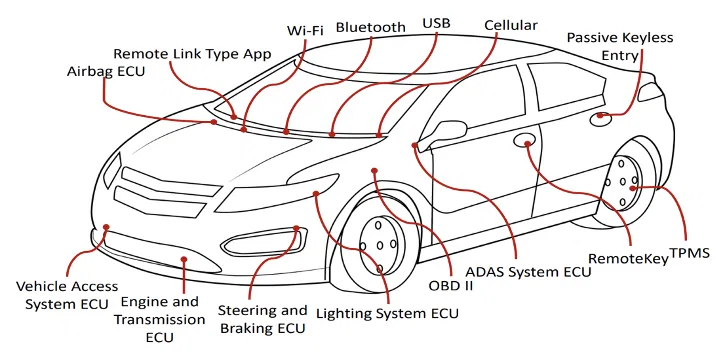 Wi-Fi
Bluetooth
USB
Cellular
Remote Link Type App
Airbag ECU
Passive Keyless
Entry
Vehicle Access
System ECU
Engine and
Transmission
ECU
Steering and
Braking ECU
Lighting System ECU
OBD II
ADAS System ECU
RemoteKey
TPMS